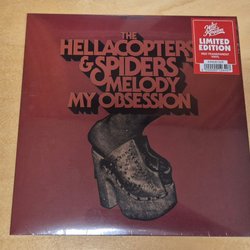 THE
HELLACOPTERS
& SPIDERS
MELODY
MY OBSESSION
LIMITED
EDITION